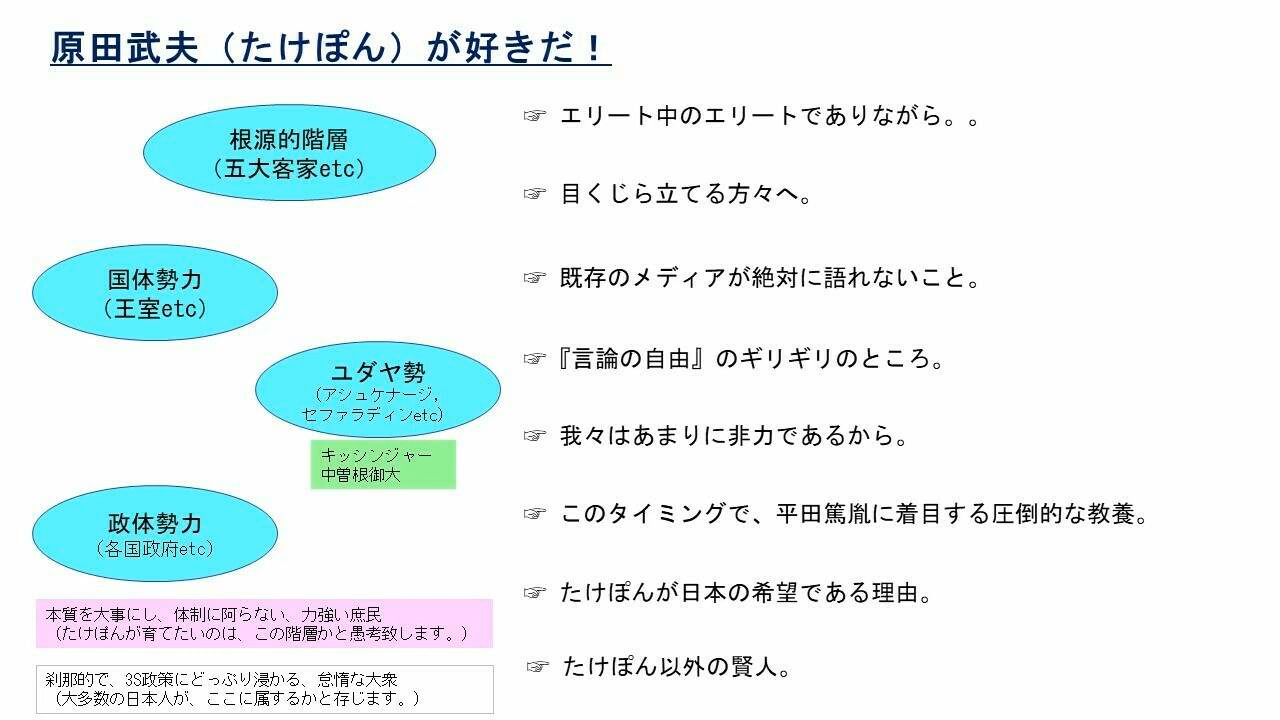 原田武夫（たけぽん）が好きだ！
根源的階層
（五大客家etc）
国体勢力
（王室etc）
ユダヤ勢
（アシュケナージ,
セファラディンetc）
キッシンジャー
中曽根御大
政体勢力
（各国政府etc）
本質を大事にし、体制に阿らない、力強い庶民
（たけぽんが育てたいのは、この階層かと愚考致します。）
刹那的で、3S政策にどっぷり浸かる、怠惰な大衆
（大多数の日本人が、ここに属するかと存じます。）
☞ エリート中のエリートでありながら。。
☞ 目くじら立てる方々へ。
☞ 既存のメディアが絶対に語れないこと。
☞『言論の自由』のギリギリのところ。
☞ 我々はあまりに非力であるから。
☞ このタイミングで、平田篤胤に着目する圧倒的な教養。
☞ たけぽんが日本の希望である理由。
☞ たけぽん以外の賢人。